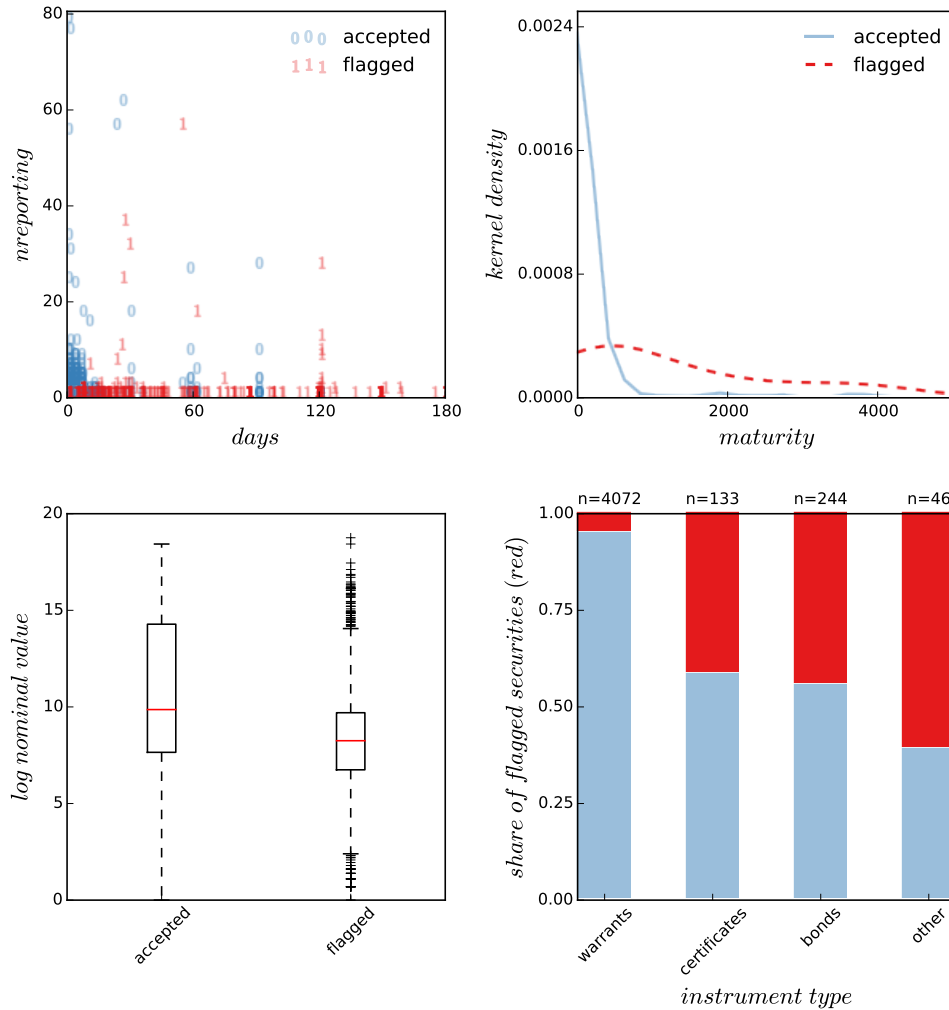 80
60
40
20
0
0
60
120
180
nreporting
days
0 0 0 accepted
1 1 1 flagged
0.0024
0.0016
0.0008
0.0000
0
2000
4000
kernel density
maturity
accepted
flagged
20
15
10
5
0
log nominal value
accepted
flagged
n=4072
n=133
n=244
n=46
1.00
0.75
0.50
0.25
0.00
share of flagged securities (red)
warrants
certificates
bonds
other
instrument type